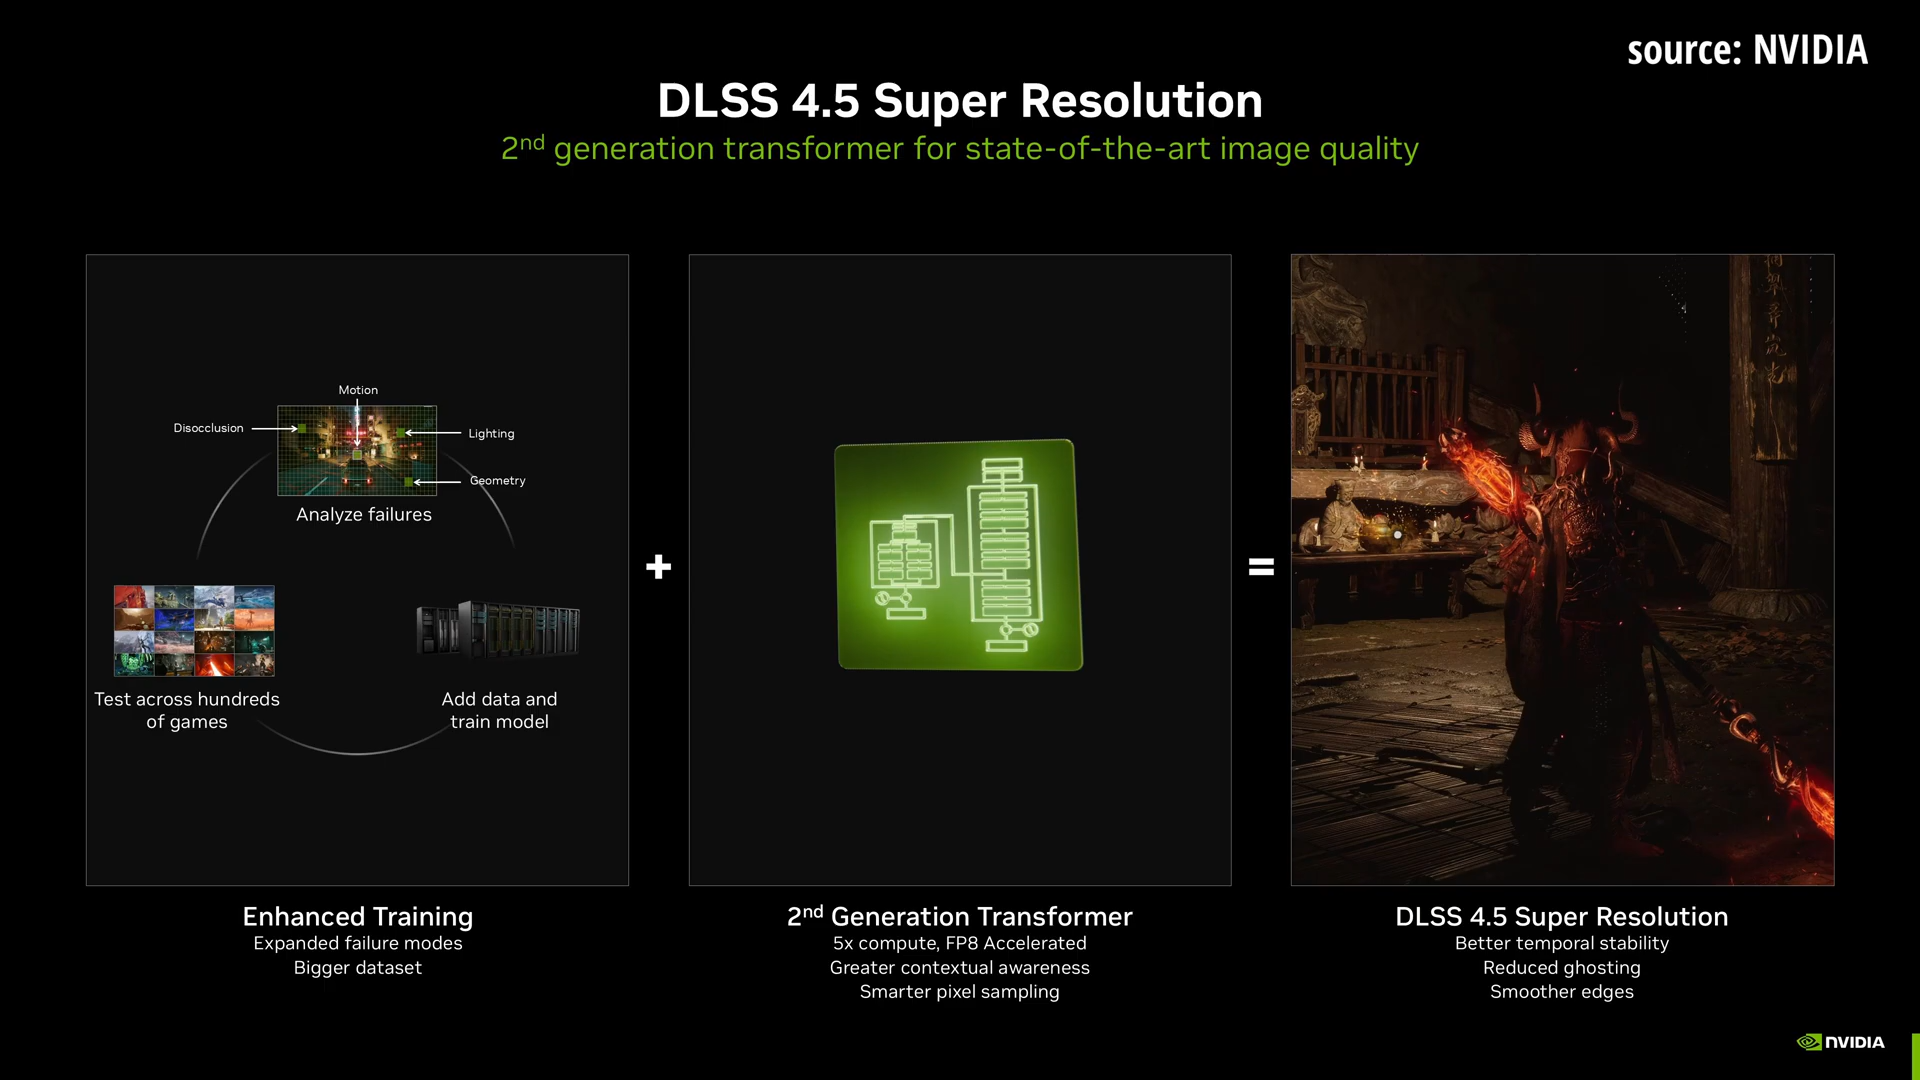 source: NVIDIA
DLSS 4.5 Super Resolution
2nd generation transformer for state-of-the-art image quality
Motion
Disocclusion
Lighting
Geometry
Analyze failures
Test across hundreds
of games
Add data and
train model
+
=
Enhanced Training
Expanded failure modes
Bigger dataset
2nd Generation Transformer
5x compute, FP8 Accelerated
Greater contextual awareness
Smarter pixel sampling
DLSS 4.5 Super Resolution
Better temporal stability
Reduced ghosting
Smoother edges
NVIDIA